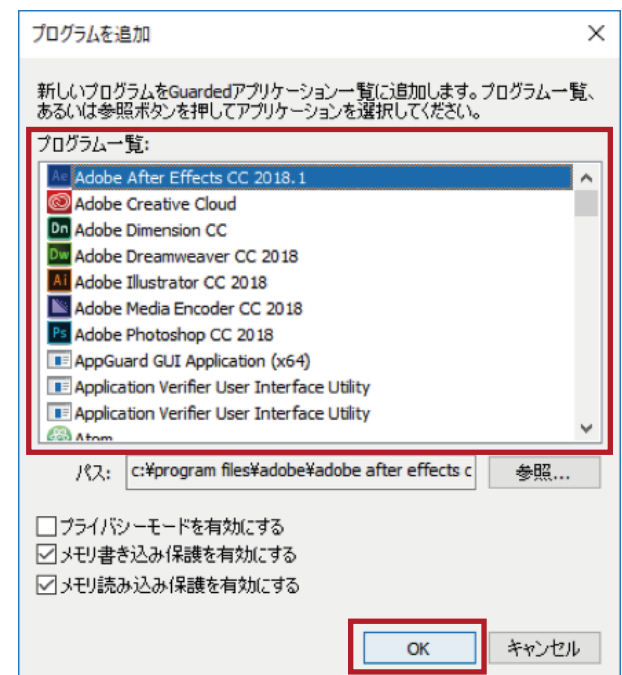 プログラムを追加
新しいプログラムをGuardedアプリケーション一覧に追加します。プログラム一覧、
あるいは参照ボタンを押してアプリケーションを選択してください。
プログラム一覧:
Ae Adobe After Effects CC 2018.1
Adobe Creative Cloud
Dn Adobe Dimension CC
Dw Adobe Dreamweaver CC 2018
Ai Adobe Illustrator CC 2018
Adobe Media Encoder CC 2018
Ps Adobe Photoshop CC 2018
AppGuard GUI Application (x64)
Application Verifier User Interface Utility
Application Verifier User Interface Utility
Atom
パス: c:¥program files¥adobe¥adobe after effects c 参照...
プライバシーモードを有効にする
メモリ書き込み保護を有効にする
メモリ読み込み保護を有効にする
OK キャンセル